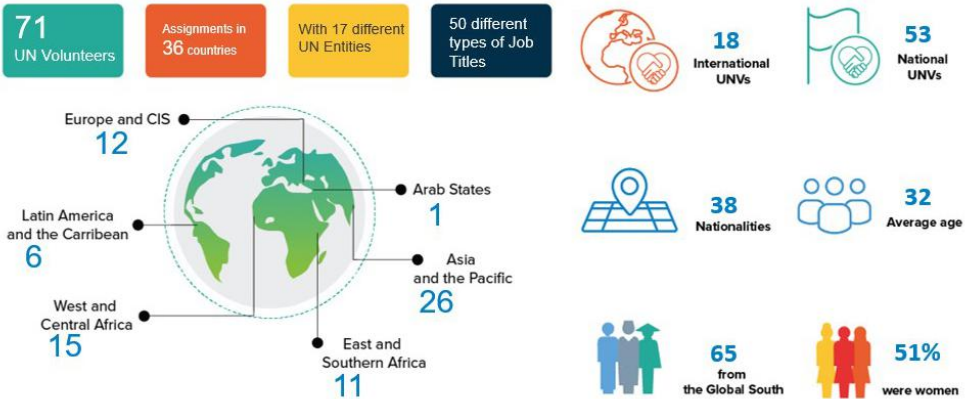 71
UN Volunteers
Assignments in
36 countries
With 17 different
UN Entities
50 different
types of Job
Titles
18
International
UNVs
53
National
UNVs
Europe and CIS
12
Arab States
1
Latin America
and the Carribean
6
Asia
and the Pacific
26
West and
Central Africa
15
East and
Southern Africa
11
38
Nationalities
32
Average age
65
from
the Global South
51%
were women